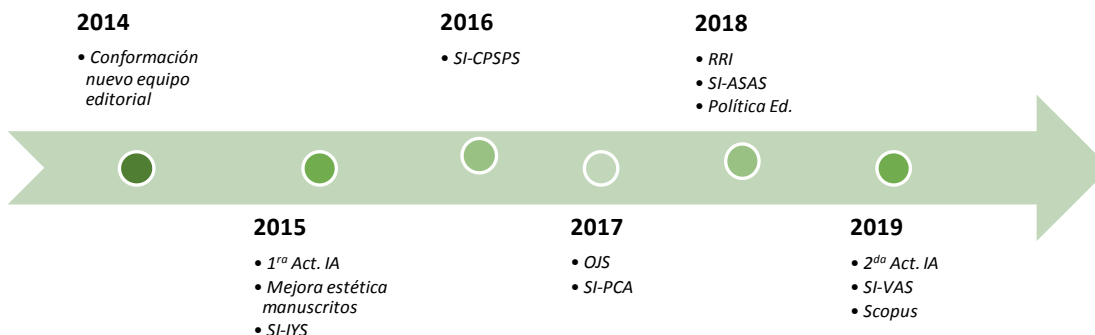 2014
• Conformación
nuevo equipo
editorial
2015
• 1ra Act. IA
• Mejora estética
manuscritos
• SI-IYS
2016
• SI-CPSPS
2017
• OJS
• SI-PCA
2018
• RRI
• SI-ASAS
• Política Ed.
2019
• 2da Act. IA
• SI-VAS
• Scopus